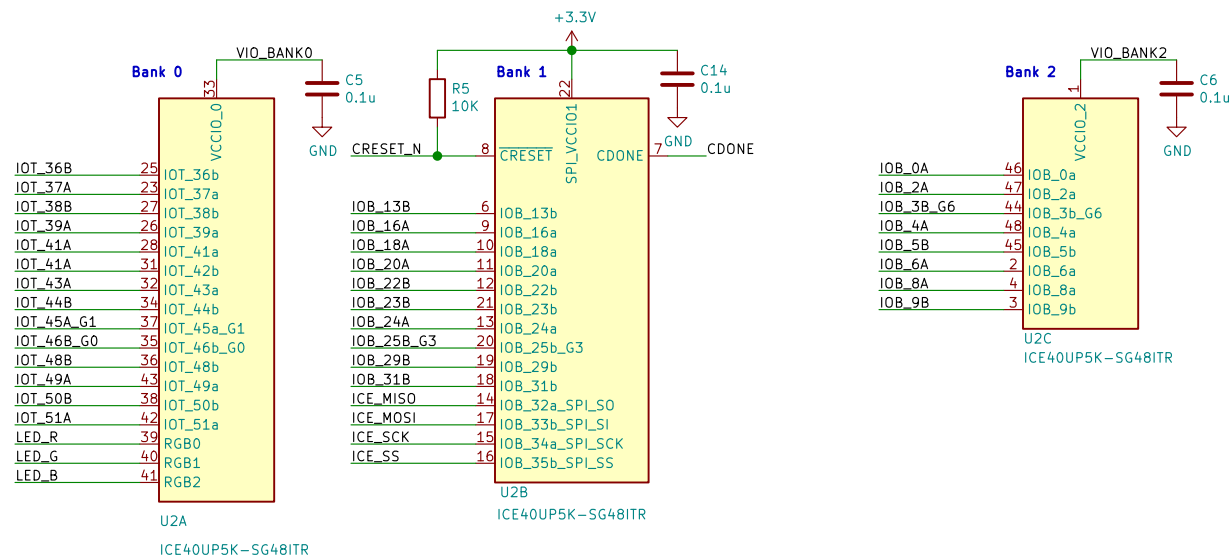 Bank 0
VIO_BANK0
33
VCCIO_0
C5
0.1u
GND
IOT_36B 25 IOT_36b
IOT_37A 23 IOT_37a
IOT_38B 27 IOT_38b
IOT_39A 26 IOT_39a
IOT_41A 28 IOT_41a
IOT_41A 31 IOT_42b
IOT_43A 32 IOT_43a
IOT_44B 34 IOT_44b
IOT_45A_G1 37 IOT_45a_G1
IOT_46B_G0 35 IOT_46b_G0
IOT_48B 36 IOT_48b
IOT_49A 43 IOT_49a
IOT_50B 38 IOT_50b
IOT_51A 42 IOT_51a
LED_R 39 RGB0
LED_G 40 RGB1
LED_B 41 RGB2
U2A
ICE40UP5K-SG48ITR
+3.3V
Bank 1
R5
10K
22
SPI_VCCIO1
C14
0.1u
GND
CRESET_N 8 CRESET
CDONE 7 CDONE
IOB_13B 6 IOB_13b
IOB_16A 9 IOB_16a
IOB_18A 10 IOB_18a
IOB_20A 11 IOB_20a
IOB_22B 12 IOB_22b
IOB_23B 21 IOB_23b
IOB_24A 13 IOB_24a
IOB_25B_G3 20 IOB_25b_G3
IOB_29B 19 IOB_29b
IOB_31B 18 IOB_31b
ICE_MISO 14 IOB_32a_SPI_SO
ICE_MOSI 17 IOB_33b_SPI_SI
ICE_SCK 15 IOB_34a_SPI_SCK
ICE_SS 16 IOB_35b_SPI_SS
U2B
ICE40UP5K-SG48ITR
Bank 2
VIO_BANK2
1
VCCIO_2
C6
0.1u
GND
IOB_0A 46 IOB_0a
IOB_2A 47 IOB_2a
IOB_3B_G6 44 IOB_3b_G6
IOB_4A 48 IOB_4a
IOB_5B 45 IOB_5b
IOB_6A 2 IOB_6a
IOB_8A 4 IOB_8a
IOB_9B 3 IOB_9b
U2C
ICE40UP5K-SG48ITR